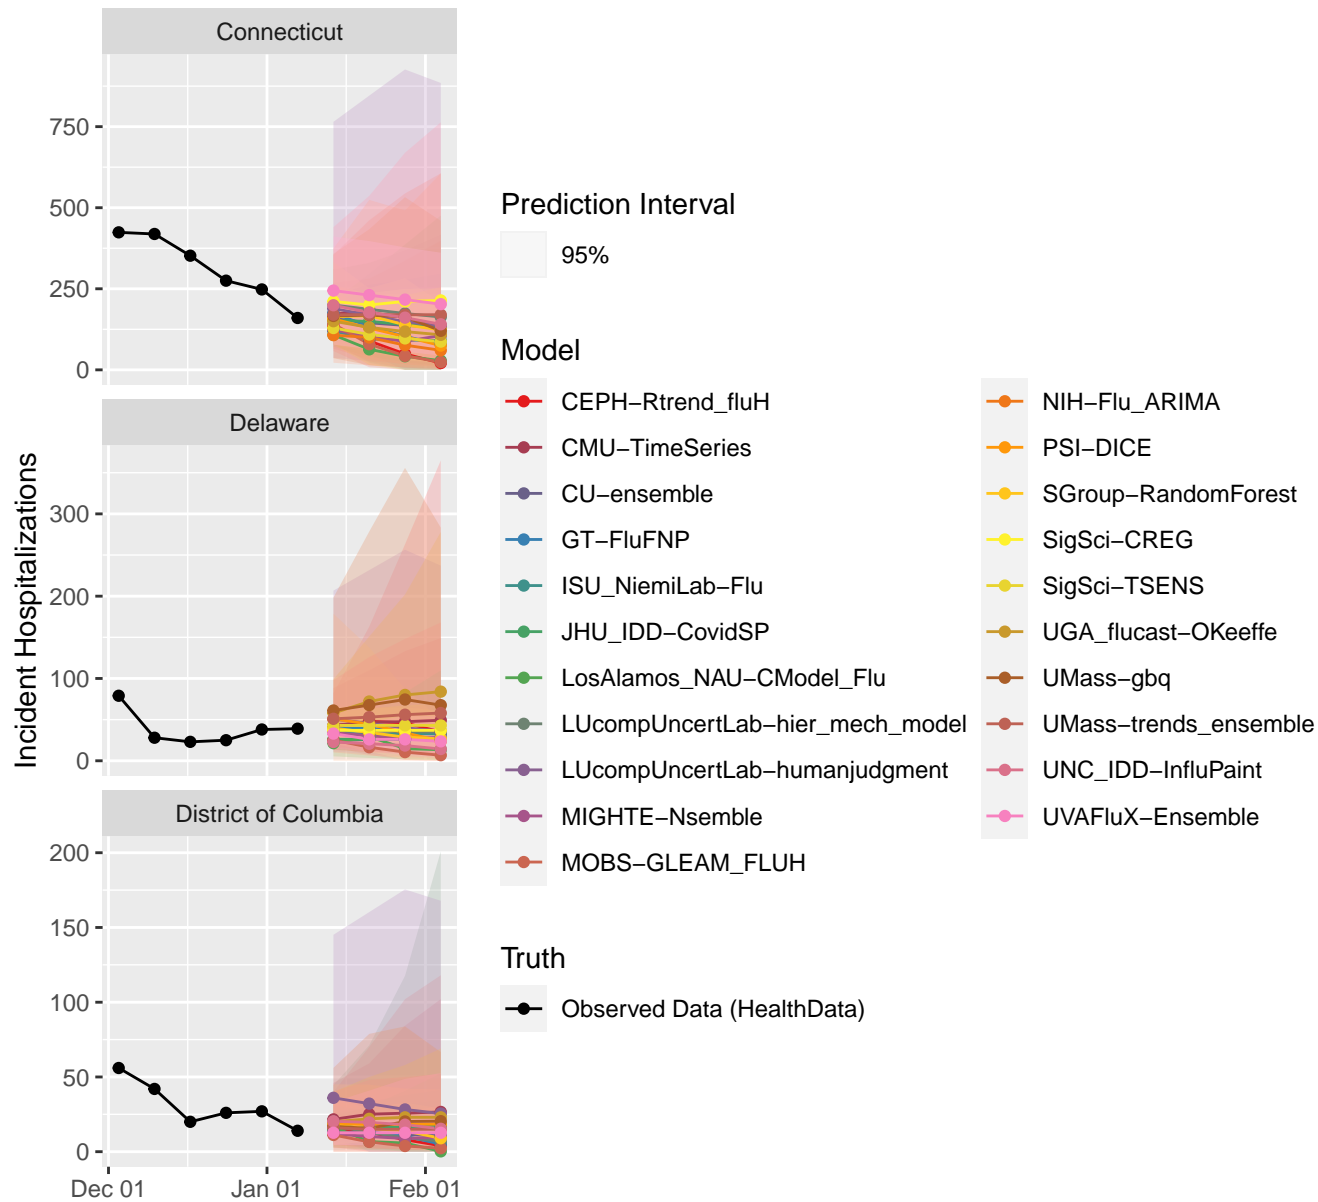 Connecticut
750
500
250
0
Delaware
300
200
100
0
District of Columbia
200
150
100
50
0
Dec 01
Jan 01
Feb 01
Incident Hospitalizations
Prediction Interval
95%
Model
CEPH−Rtrend_fluH
CMU−TimeSeries
CU−ensemble
GT−FluFNP
ISU_NiemiLab−Flu
JHU_IDD−CovidSP
LosAlamos_NAU−CModel_Flu
LUcompUncertLab−hier_mech_model
LUcompUncertLab−humanjudgment
MIGHTE−Nsemble
MOBS−GLEAM_FLUH
NIH−Flu_ARIMA
PSI−DICE
SGroup−RandomForest
SigSci−CREG
SigSci−TSENS
UGA_flucast−OKeeffe
UMass−gbq
UMass−trends_ensemble
UNC_IDD−InfluPaint
UVAFluX−Ensemble
Truth
Observed Data (HealthData)